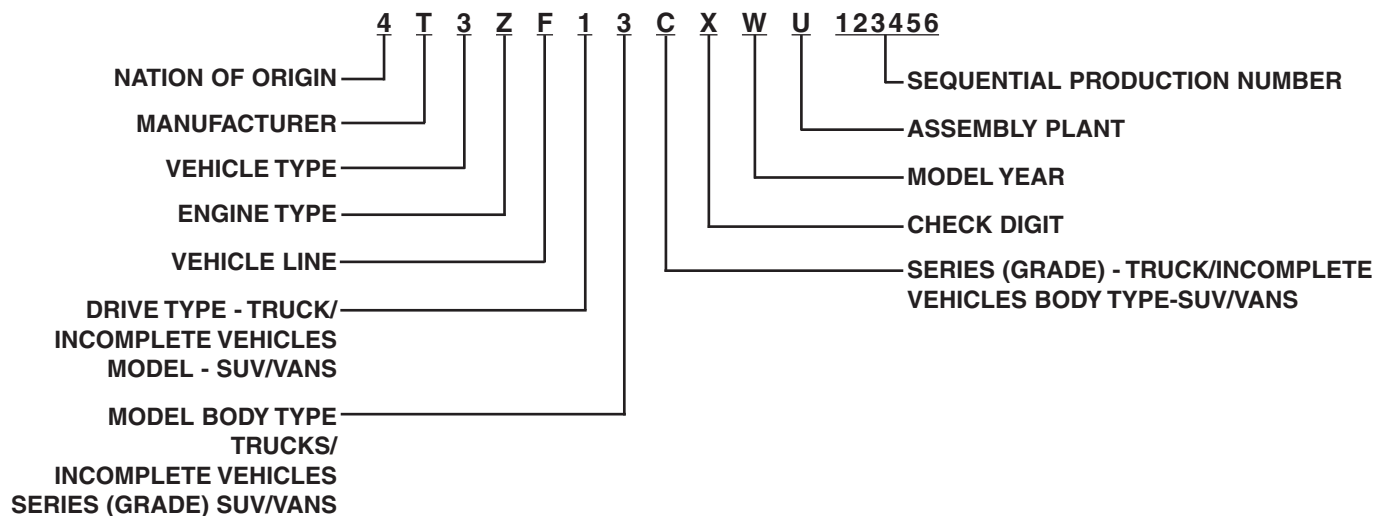 4 T 3 Z F 1 3 C X W U 123456
NATION OF ORIGIN
MANUFACTURER
VEHICLE TYPE
ENGINE TYPE
VEHICLE LINE
DRIVE TYPE - TRUCK/
INCOMPLETE VEHICLES
MODEL - SUV/VANS
MODEL BODY TYPE
TRUCKS/
INCOMPLETE VEHICLES
SERIES (GRADE) SUV/VANS
SEQUENTIAL PRODUCTION NUMBER
ASSEMBLY PLANT
MODEL YEAR
CHECK DIGIT
SERIES (GRADE) - TRUCK/INCOMPLETE
VEHICLES BODY TYPE-SUV/VANS